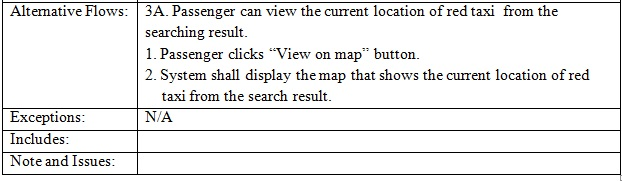 Alternative Flows: 3A. Passenger can view the current location of red taxi from the
searching result.
1. Passenger clicks “View on map” button.
2. System shall display the map that shows the current location of red
taxi from the search result.
Exceptions: N/A
Includes:
Note and Issues: